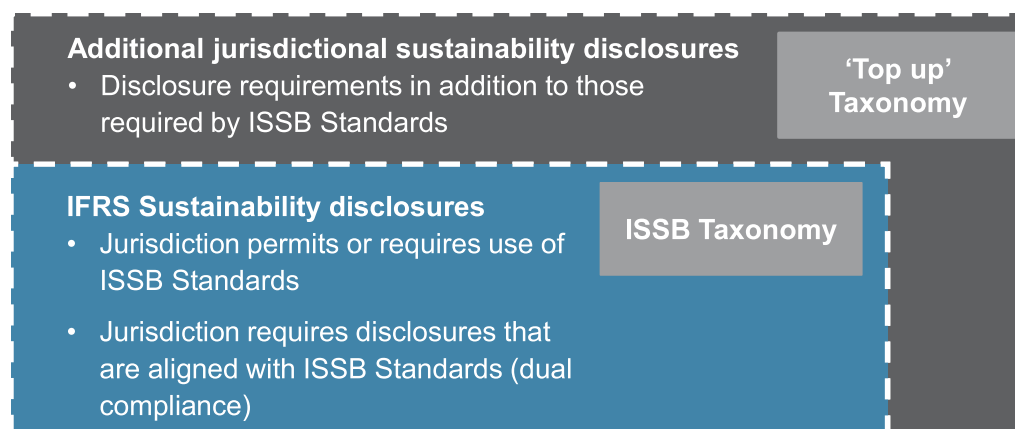 Additional jurisdictional sustainability disclosures
• Disclosure requirements in addition to those
required by ISSB Standards
‘Top up’
Taxonomy
IFRS Sustainability disclosures
• Jurisdiction permits or requires use of
ISSB Standards
• Jurisdiction requires disclosures that
are aligned with ISSB Standards (dual
compliance)
ISSB Taxonomy